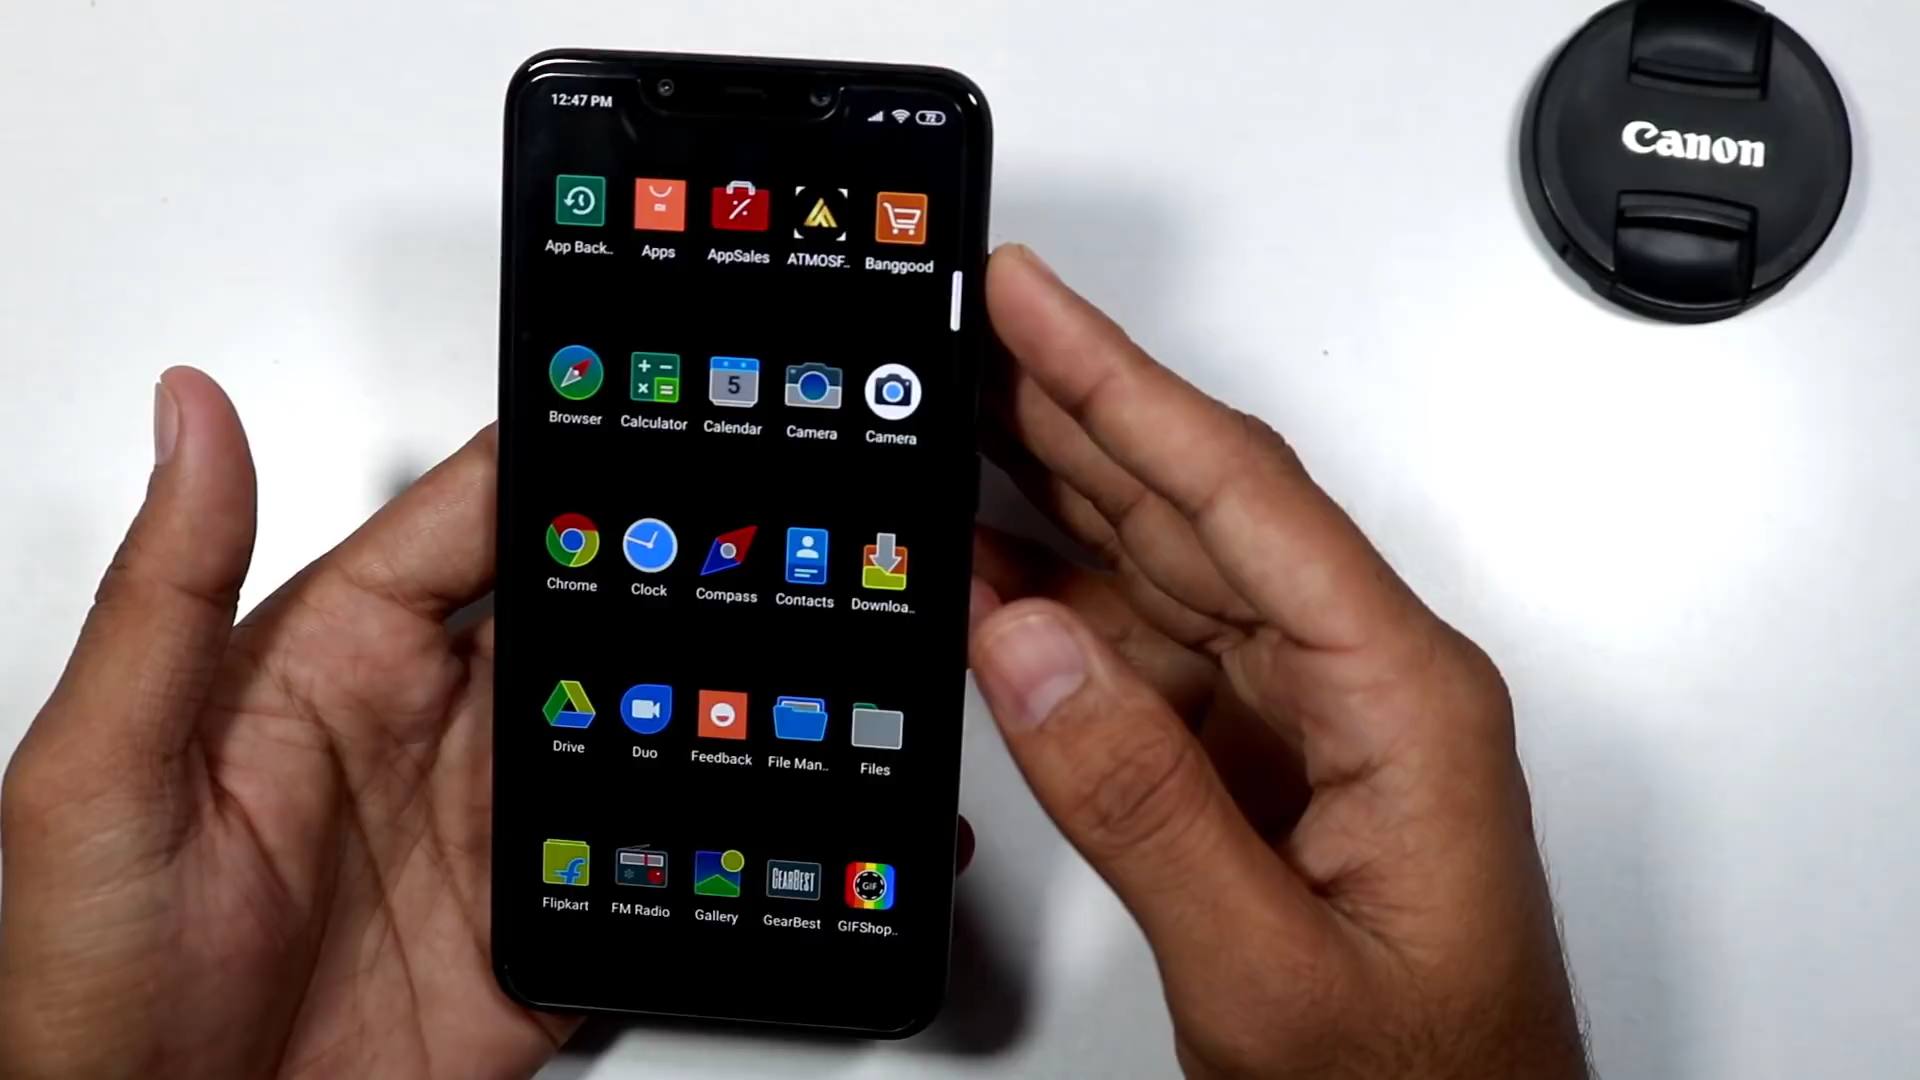 12:47 PM
72
Canon
App Back..
Apps
AppSales
ATMOSF..
Banggood
Browser
Calculator
5
Calendar
Camera
Camera
Chrome
Clock
Compass
Contacts
Downloa..
Drive
Duo
Feedback
File Man..
Files
GEARBEST
GIF
Flipkart
FM Radio
Gallery
GearBest
GIFShop..